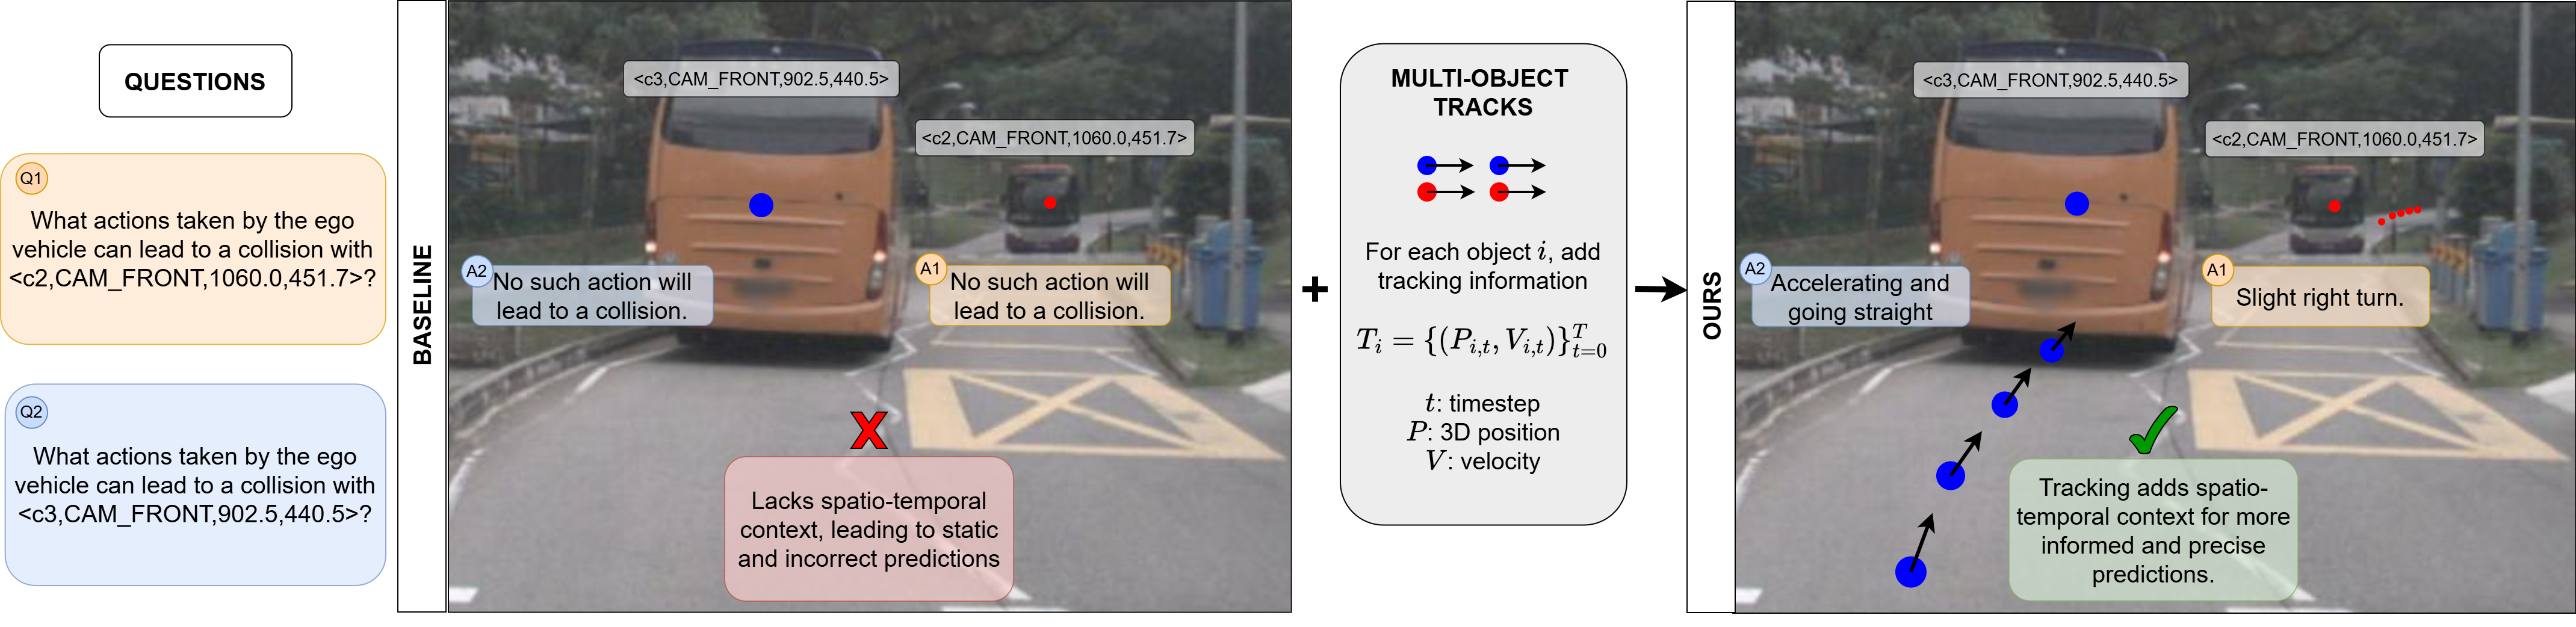 QUESTIONS
Q1
What actions taken by the ego
vehicle can lead to a collision with
<c2,CAM_FRONT,1060.0,451.7>?
Q2
What actions taken by the ego
vehicle can lead to a collision with
<c3,CAM_FRONT,902.5,440.5>?
BASELINE
<c3,CAM_FRONT,902.5,440.5>
<c2,CAM_FRONT,1060.0,451.7>
A2
No such action will
lead to a collision.
A1
No such action will
lead to a collision.
X
Lacks spatio-temporal
context, leading to static
and incorrect predictions
+
MULTI-OBJECT
TRACKS
For each object i, add
tracking information
T_i = {(P_{i,t}, V_{i,t})}_{t=0}^{T}
t: timestep
P: 3D position
V: velocity
OURS
<c3,CAM_FRONT,902.5,440.5>
<c2,CAM_FRONT,1060.0,451.7>
A2
Accelerating and
going straight
A1
Slight right turn.
Tracking adds spatio-
temporal context for more
informed and precise
predictions.